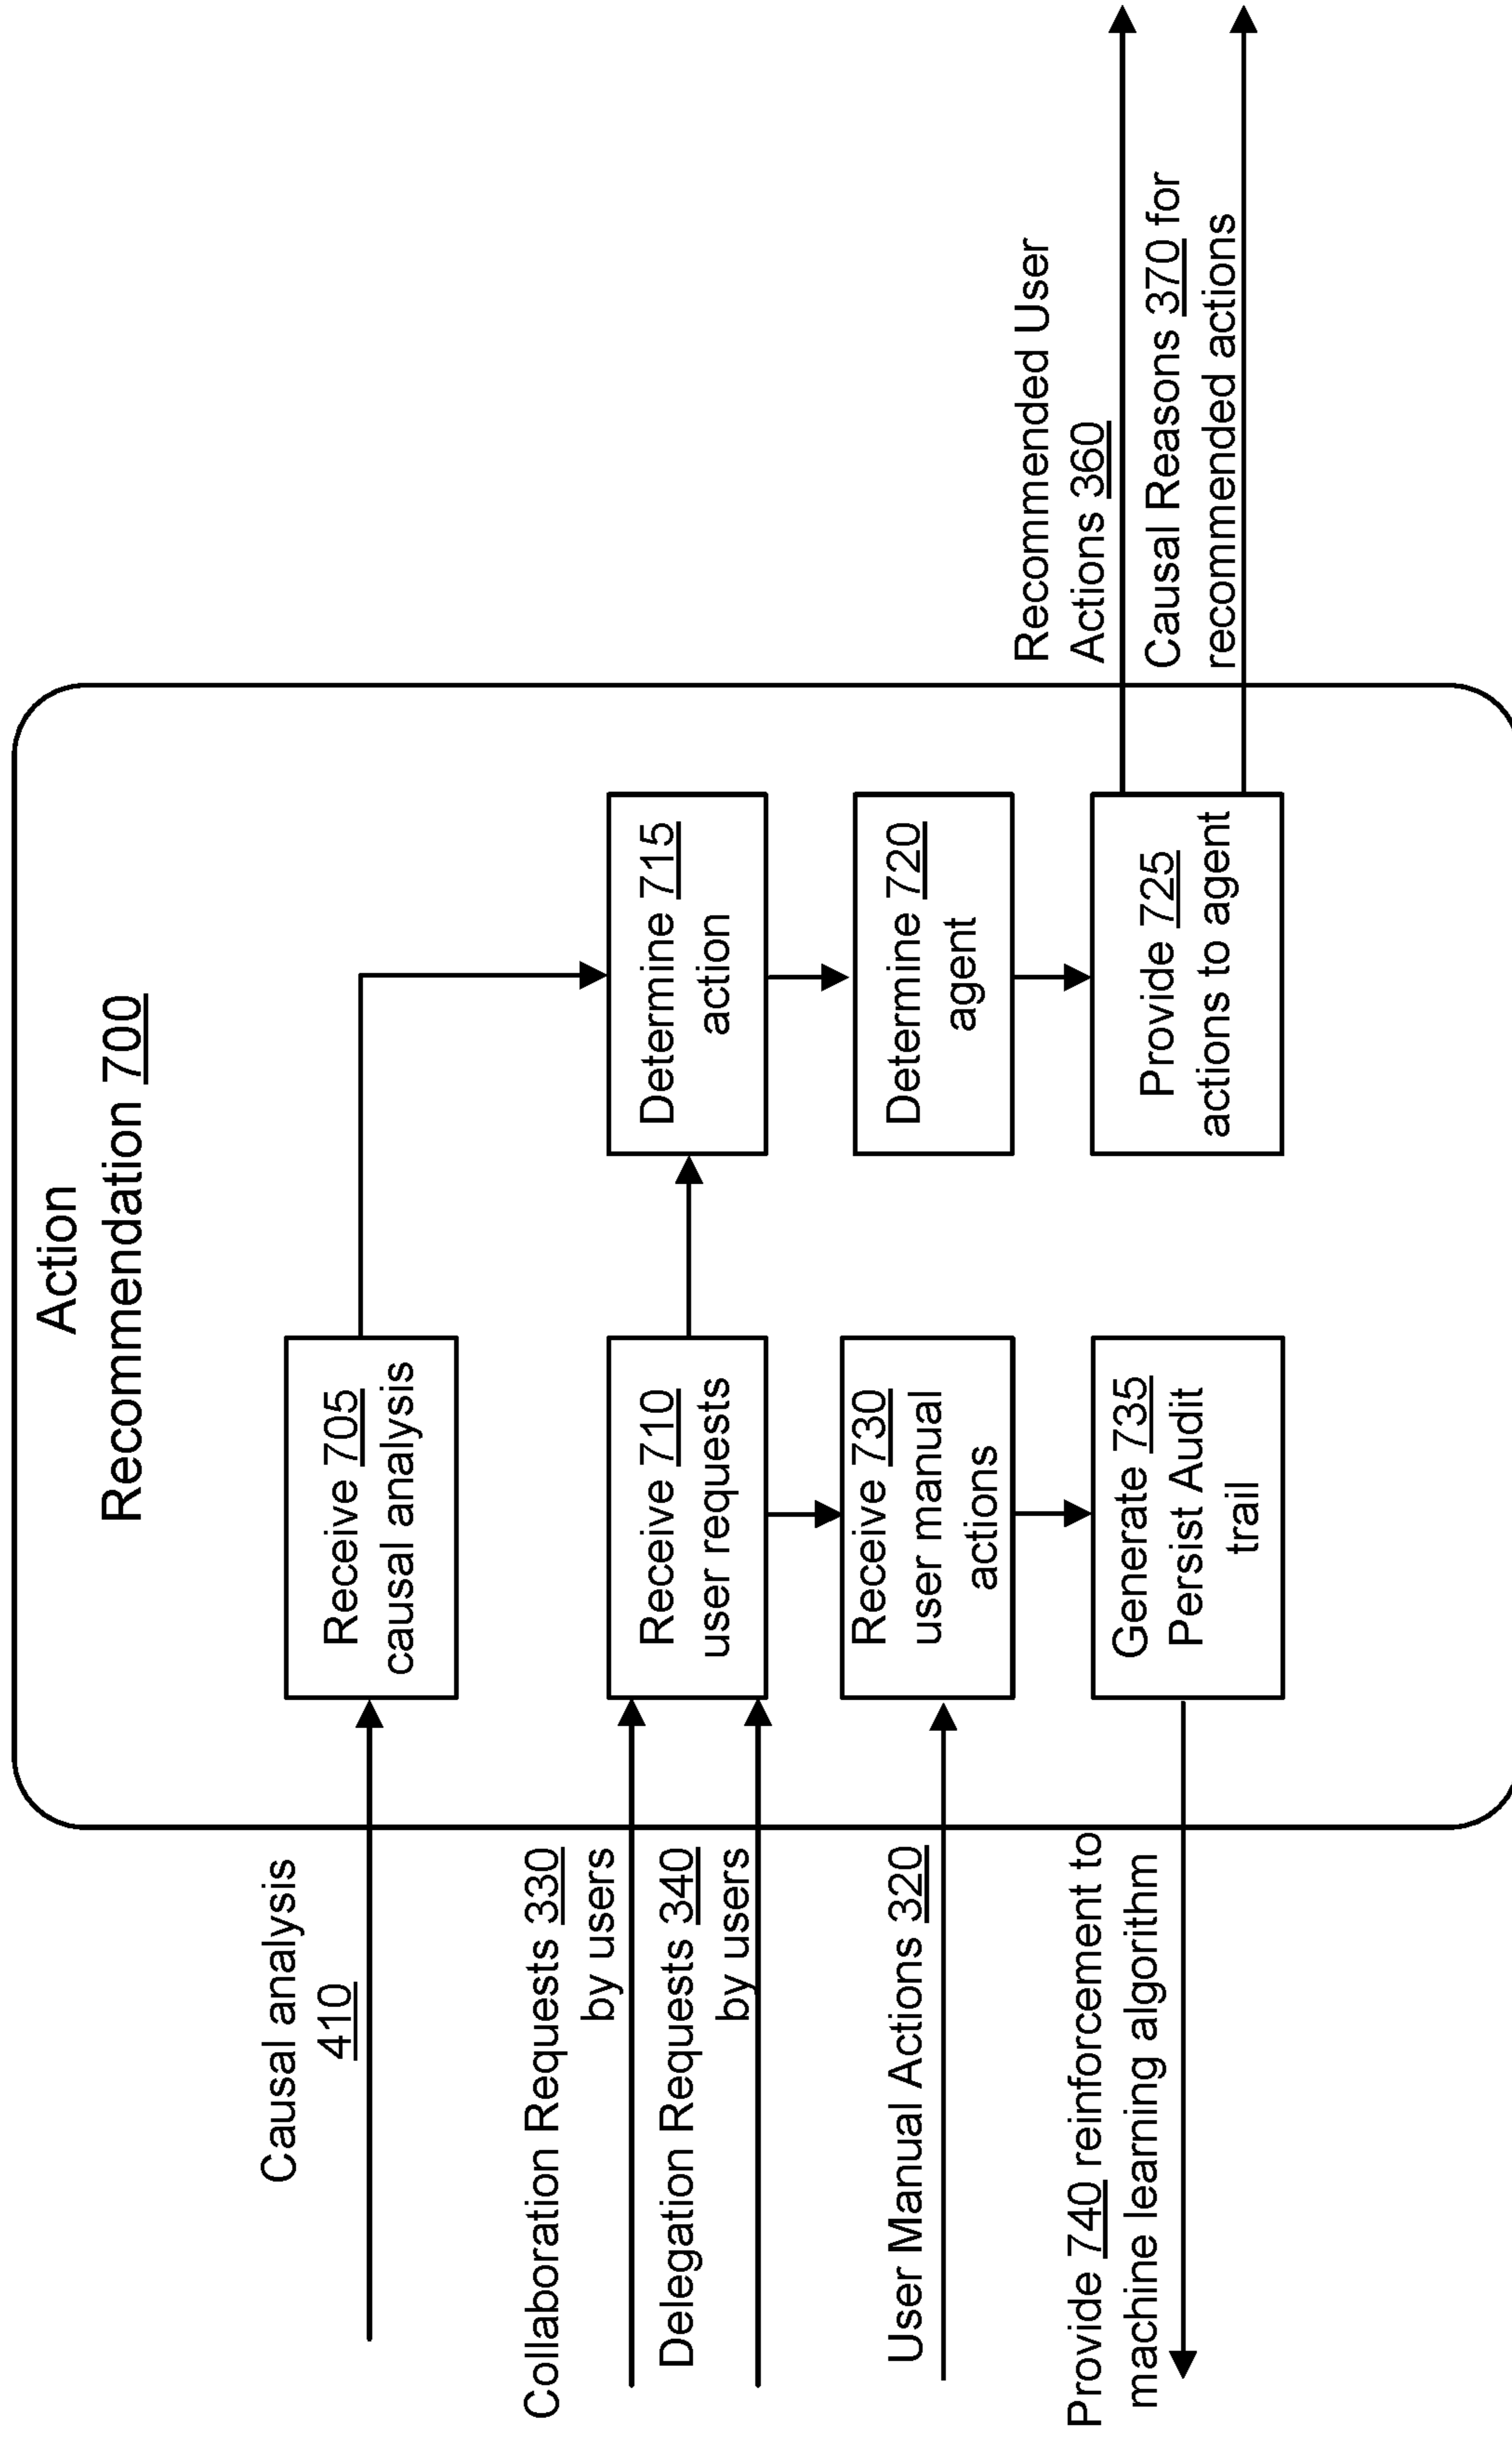 Action
Recommendation 700
Causal analysis
410
Receive 705
causal analysis
Collaboration Requests 330
by users
Delegation Requests 340
by users
Receive 710
user requests
Determine 715
action
User Manual Actions 320
Receive 730
user manual
actions
Determine 720
agent
Provide 740 reinforcement to
machine learning algorithm
Generate 735
Persist Audit
trail
Provide 725
actions to agent
Recommended User
Actions 360
Causal Reasons 370 for
recommended actions